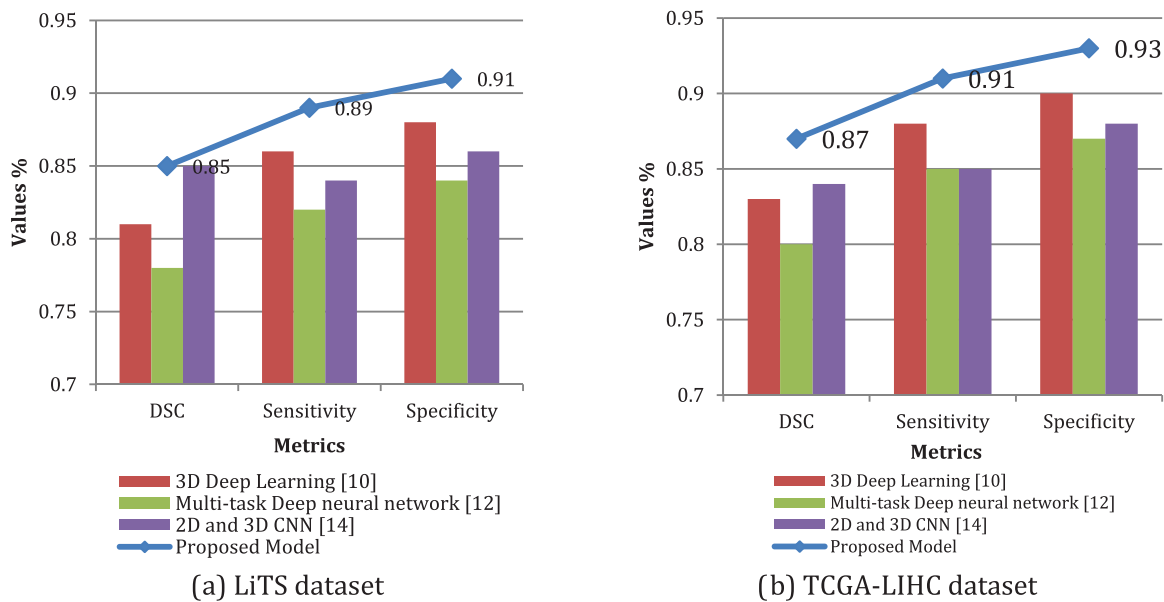 0.95
0.9
0.85
0.8
0.75
0.7
Values %
0.85
0.89
0.91
DSC
Sensitivity
Specificity
Metrics
3D Deep Learning [10]
Multi-task Deep neural network [12]
2D and 3D CNN [14]
Proposed Model
(a) LiTS dataset
0.95
0.9
0.85
0.8
0.75
0.7
Values %
0.87
0.91
0.93
DSC
Sensitivity
Specificity
Metrics
3D Deep Learning [10]
Multi-task Deep neural network [12]
2D and 3D CNN [14]
Proposed Model
(b) TCGA-LIHC dataset